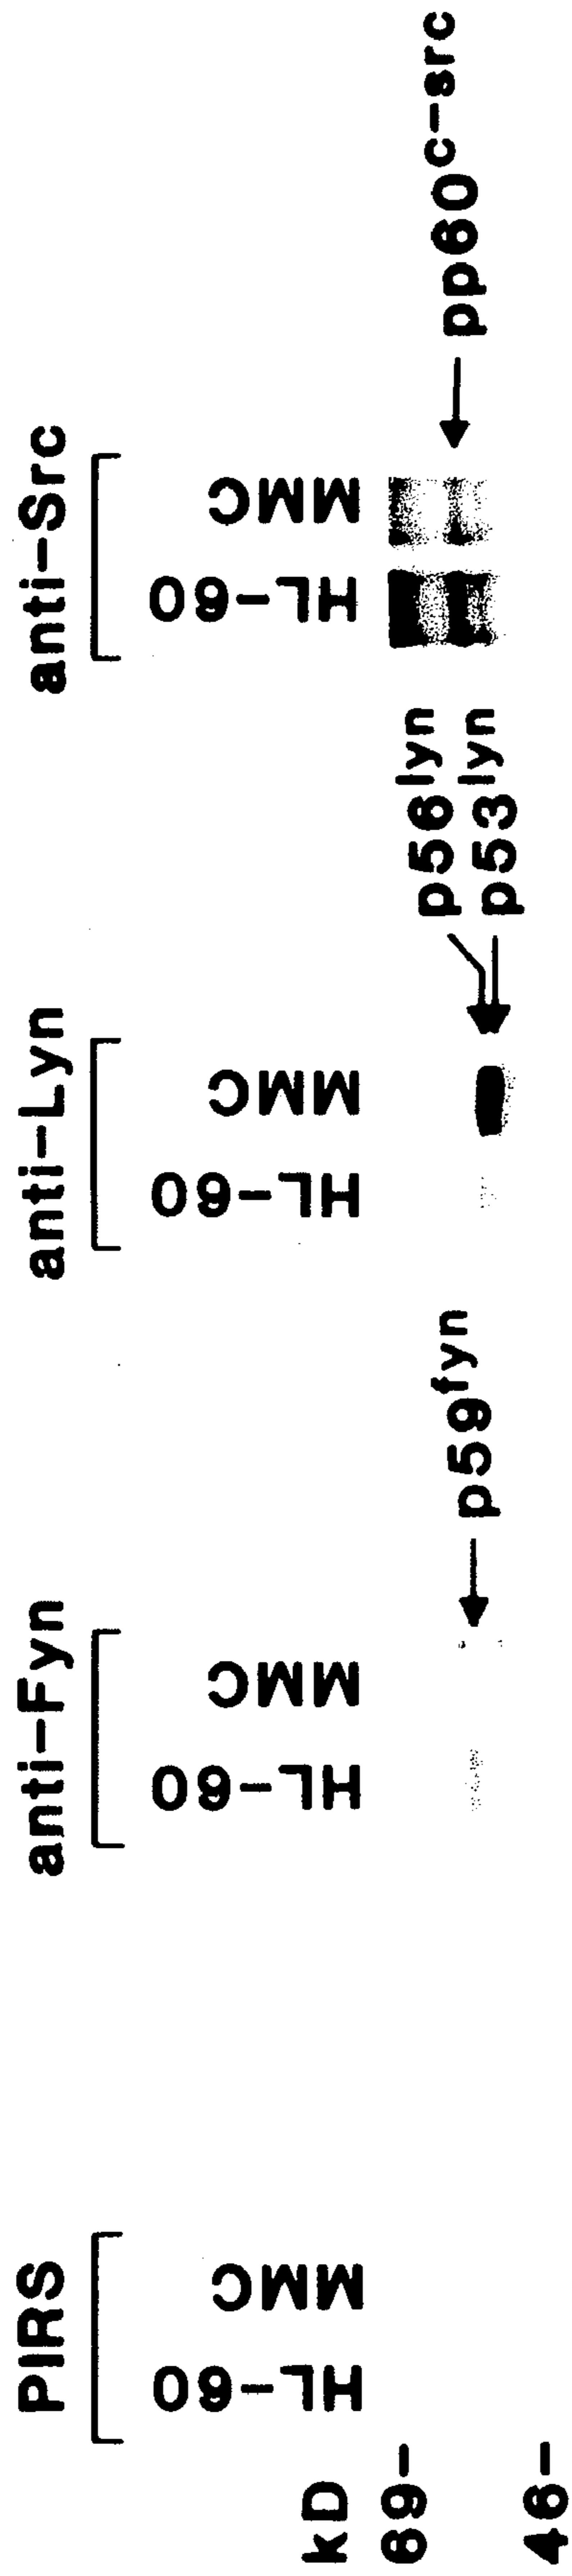 PIRS
anti-Fyn
anti-Lyn
anti-Src
HL-60
MMC
HL-60
MMC
HL-60
MMC
HL-60
MMC
kD
69-
46-
p59fyn
p56lyn
p53lyn
pp60c-src